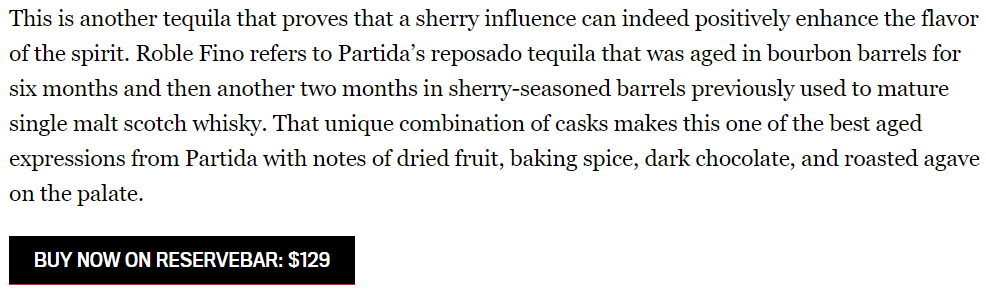 This is another tequila that proves that a sherry influence can indeed positively enhance the flavor
of the spirit. Roble Fino refers to Partida’s reposado tequila that was aged in bourbon barrels for
six months and then another two months in sherry-seasoned barrels previously used to mature
single malt scotch whisky. That unique combination of casks makes this one of the best aged
expressions from Partida with notes of dried fruit, baking spice, dark chocolate, and roasted agave
on the palate.
BUY NOW ON RESERVEBAR: $129